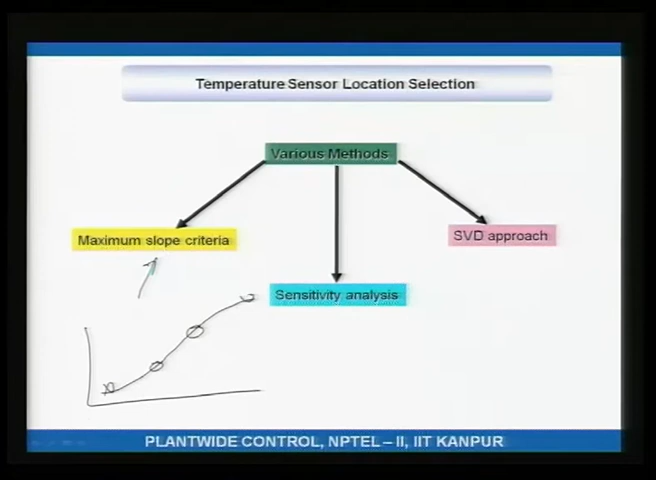 Temperature Sensor Location Selection
Various Methods
Maximum slope criteria
SVD approach
Sensitivity analysis
PLANTWIDE CONTROL, NPTEL – II, IIT KANPUR